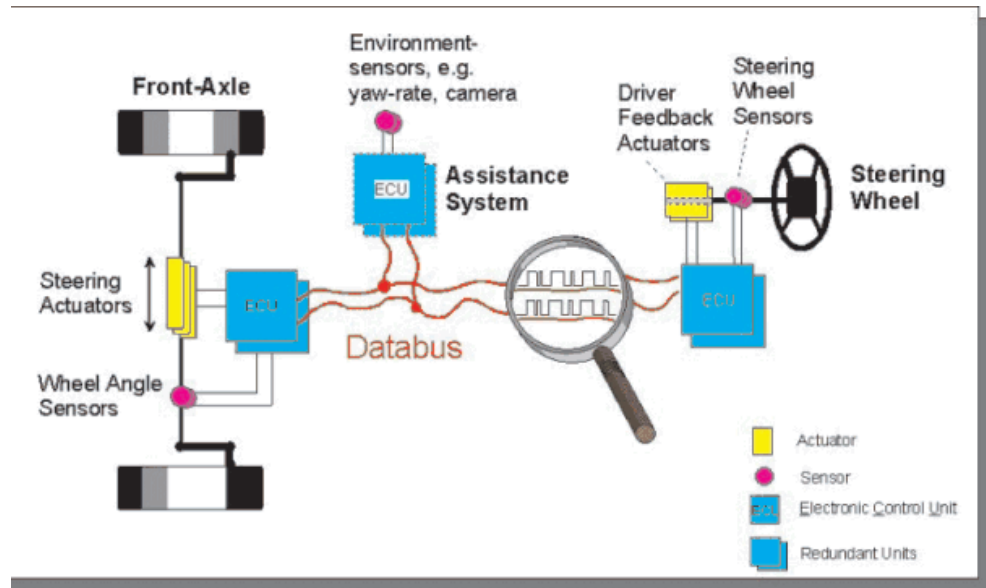 Front-Axle
Environment-
sensors, e.g.
yaw-rate, camera
Steering
Wheel
Sensors
Driver
Feedback
Actuators
ECU
Assistance
System
Steering
Wheel
Steering
Actuators
ECU
ECU
Databus
Wheel Angle
Sensors
Actuator
Sensor
ECU
Electronic Control Unit
Redundant Units